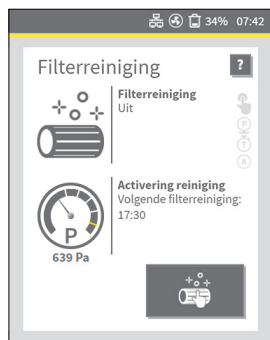 34% 07:42
Filterreiniging ?
Filterreiniging
Uit
P
T
A
Activering reiniging
Volgende filterreiniging:
17:30
P
639 Pa